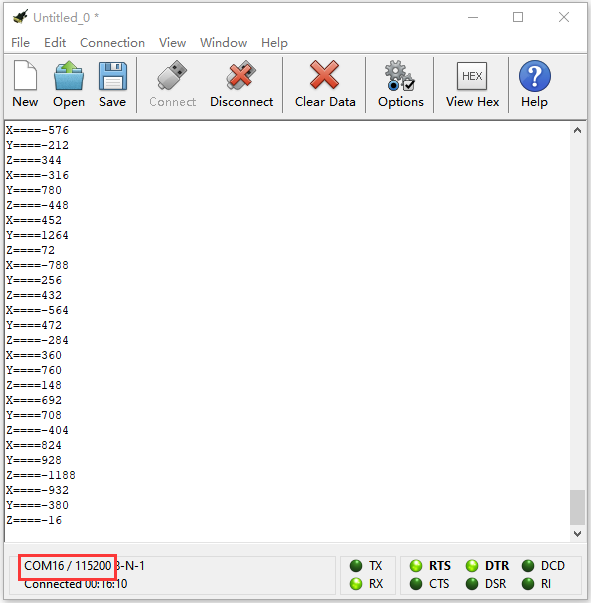 Untitled_0 *
File Edit Connection View Window Help
New Open Save Connect Disconnect Clear Data Options HEX View Hex ? Help
X====-576
Y====-212
Z====344
X====-316
Y====780
Z====-448
X====452
Y====1264
Z====72
X====-788
Y====256
Z====432
X====-564
Y====472
Z====-284
X====360
Y====760
Z====148
X====692
Y====708
Z====-404
X====824
Y====928
Z====-1188
X====-932
Y====-380
Z====-16
COM16 / 115200 8-N-1
Connected 00:16:10
TX RTS DTR DCD
RX CTS DSR RI